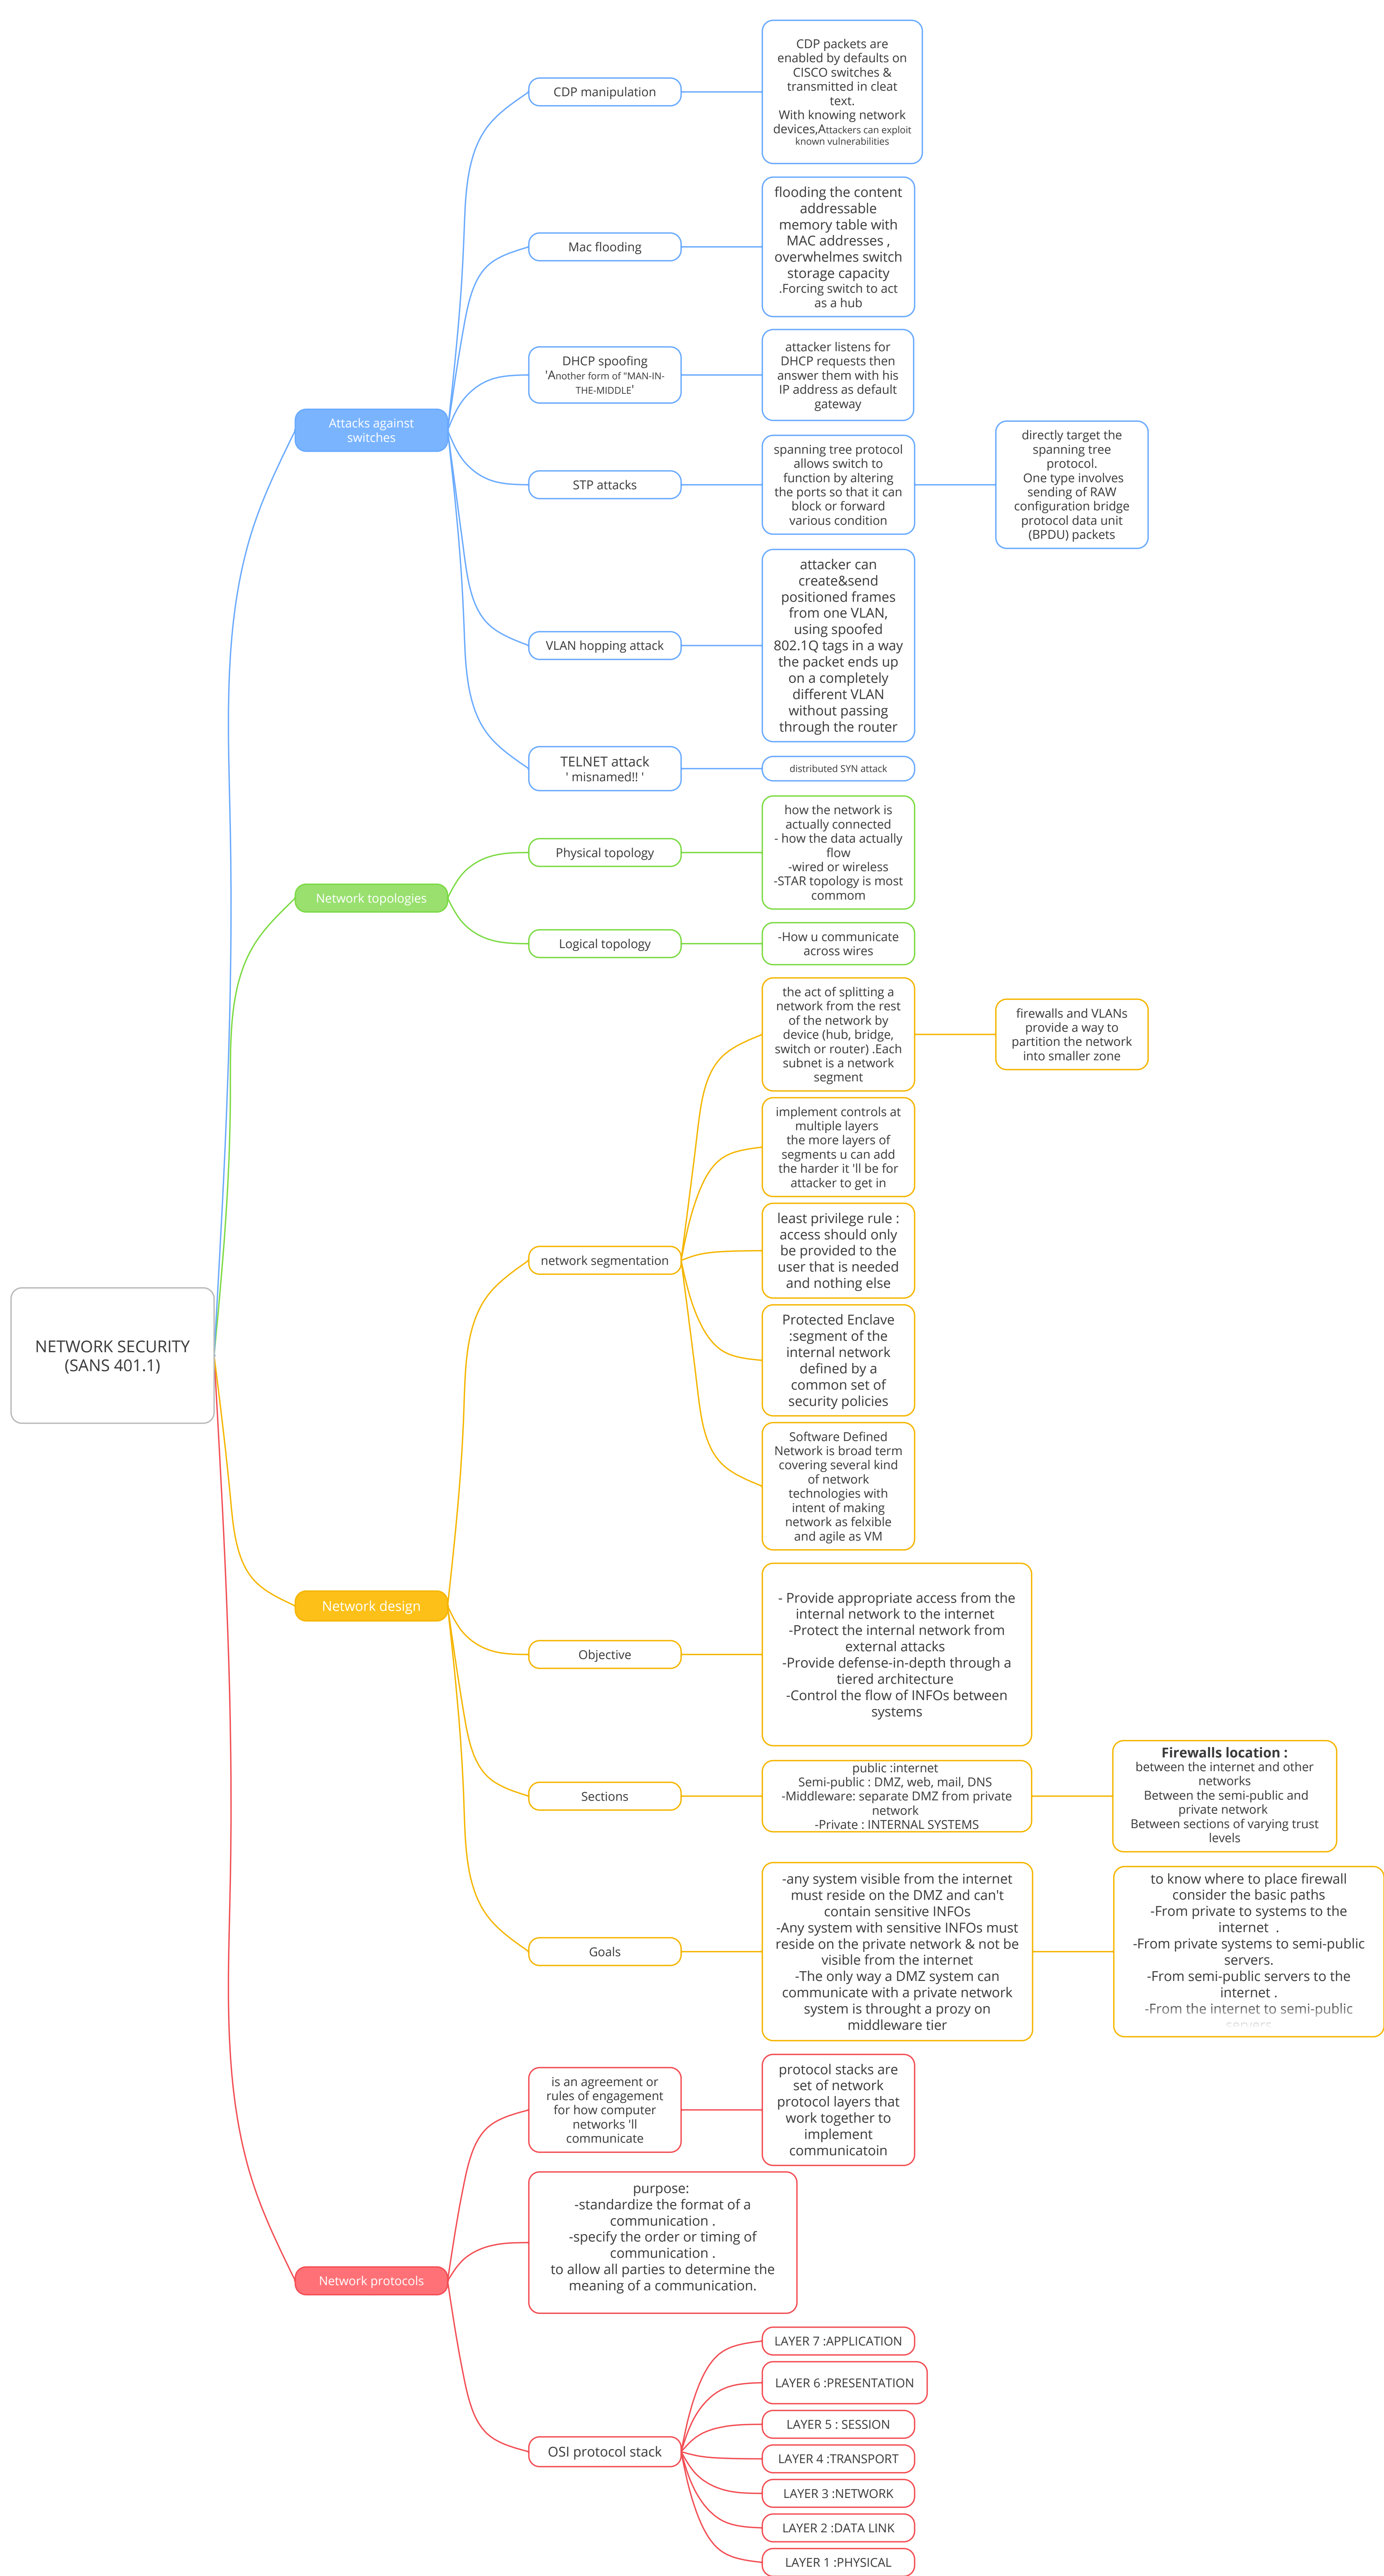 NETWORK SECURITY
(SANS 401.1)
Attacks against
switches
CDP manipulation
CDP packets are
enabled by defaults on
CISCO switches &
transmitted in cleat
text.
With knowing network
devices,Attackers can exploit
known vulnerabilities
Mac flooding
flooding the content
addressable
memory table with
MAC addresses ,
overwhelmes switch
storage capacity
.Forcing switch to act
as a hub
DHCP spoofing
'Another form of "MAN-IN-
THE-MIDDLE'
attacker listens for
DHCP requests then
answer them with his
IP address as default
gateway
STP attacks
spanning tree protocol
allows switch to
function by altering
the ports so that it can
block or forward
various condition
directly target the
spanning tree
protocol.
One type involves
sending of RAW
configuration bridge
protocol data unit
(BPDU) packets
VLAN hopping attack
attacker can
create&send
positioned frames
from one VLAN,
using spoofed
802.1Q tags in a way
the packet ends up
on a completely
different VLAN
without passing
through the router
TELNET attack
' misnamed!! '
distributed SYN attack
Network topologies
Physical topology
how the network is
actually connected
- how the data actually
flow
-wired or wireless
-STAR topology is most
commom
Logical topology
-How u communicate
across wires
Network design
network segmentation
the act of splitting a
network from the rest
of the network by
device (hub, bridge,
switch or router) .Each
subnet is a network
segment
firewalls and VLANs
provide a way to
partition the network
into smaller zone
implement controls at
multiple layers
the more layers of
segments u can add
the harder it 'll be for
attacker to get in
least privilege rule :
access should only
be provided to the
user that is needed
and nothing else
Protected Enclave
:segment of the
internal network
defined by a
common set of
security policies
Software Defined
Network is broad term
covering several kind
of network
technologies with
intent of making
network as felxible
and agile as VM
Objective
- Provide appropriate access from the
internal network to the internet
-Protect the internal network from
external attacks
-Provide defense-in-depth through a
tiered architecture
-Control the flow of INFOs between
systems
Sections
public :internet
Semi-public : DMZ, web, mail, DNS
-Middleware: separate DMZ from private
network
-Private : INTERNAL SYSTEMS
Firewalls location :
between the internet and other
networks
Between the semi-public and
private network
Between sections of varying trust
levels
Goals
-any system visible from the internet
must reside on the DMZ and can't
contain sensitive INFOs
-Any system with sensitive INFOs must
reside on the private network & not be
visible from the internet
-The only way a DMZ system can
communicate with a private network
system is throught a proxy on
middleware tier
to know where to place firewall
consider the basic paths
-From private to systems to the
internet .
-From private systems to semi-public
servers.
-From semi-public servers to the
internet .
-From the internet to semi-public
servers
Network protocols
is an agreement or
rules of engagement
for how computer
networks 'll
communicate
protocol stacks are
set of network
protocol layers that
work together to
implement
communicatoin
purpose:
-standardize the format of a
communication .
-specify the order or timing of
communication .
to allow all parties to determine the
meaning of a communication.
OSI protocol stack
LAYER 7 :APPLICATION
LAYER 6 :PRESENTATION
LAYER 5 : SESSION
LAYER 4 :TRANSPORT
LAYER 3 :NETWORK
LAYER 2 :DATA LINK
LAYER 1 :PHYSICAL